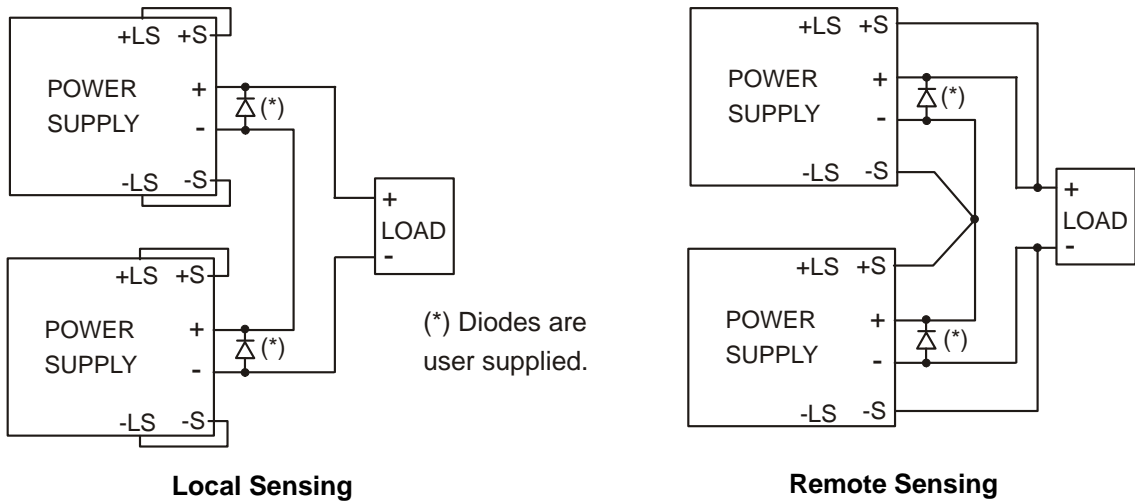 +LS +S
POWER
SUPPLY
+
-
(*)
-LS -S
+LS +S
POWER
SUPPLY
+
-
(*)
-LS -S
+
LOAD
-
(*) Diodes are
user supplied.
Local Sensing
+LS +S
POWER
SUPPLY
+
-
(*)
-LS -S
+LS +S
POWER
SUPPLY
+
-
(*)
-LS -S
+
LOAD
-
Remote Sensing